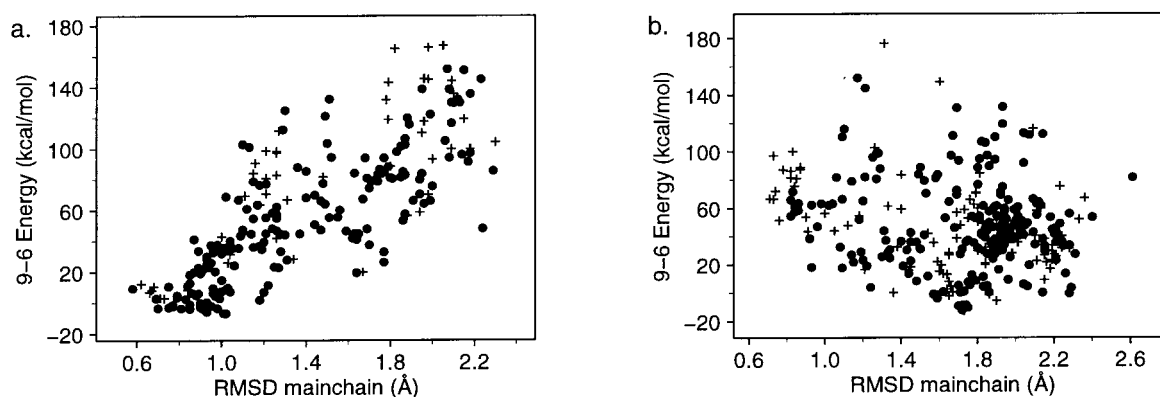 a.
9–6 Energy (kcal/mol)
180
140
100
60
20
−20
0.6 1.0 1.4 1.8 2.2
RMSD mainchain (Å)
b.
9–6 Energy (kcal/mol)
180
140
100
60
20
−20
0.6 1.0 1.4 1.8 2.2 2.6
RMSD mainchain (Å)